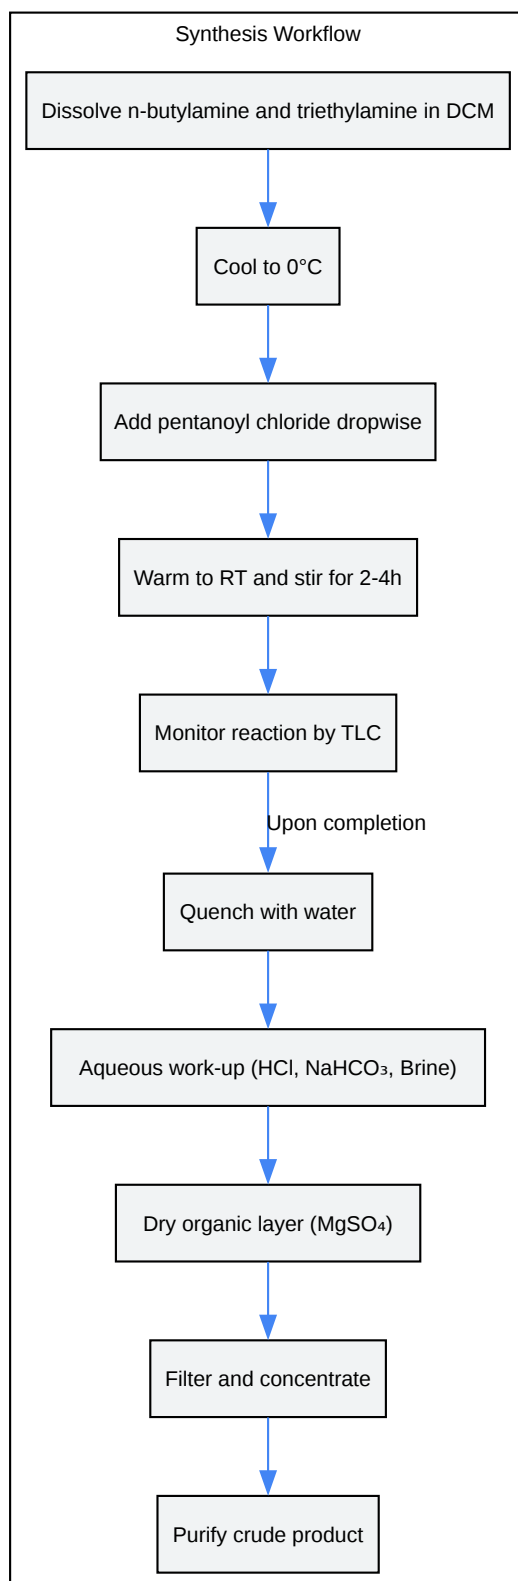 Synthesis Workflow
Dissolve n-butylamine and triethylamine in DCM
Cool to 0°C
Add pentanoyl chloride dropwise
Warm to RT and stir for 2-4h
Monitor reaction by TLC
Upon completion
Quench with water
Aqueous work-up (HCl, NaHCO₃, Brine)
Dry organic layer (MgSO₄)
Filter and concentrate
Purify crude product